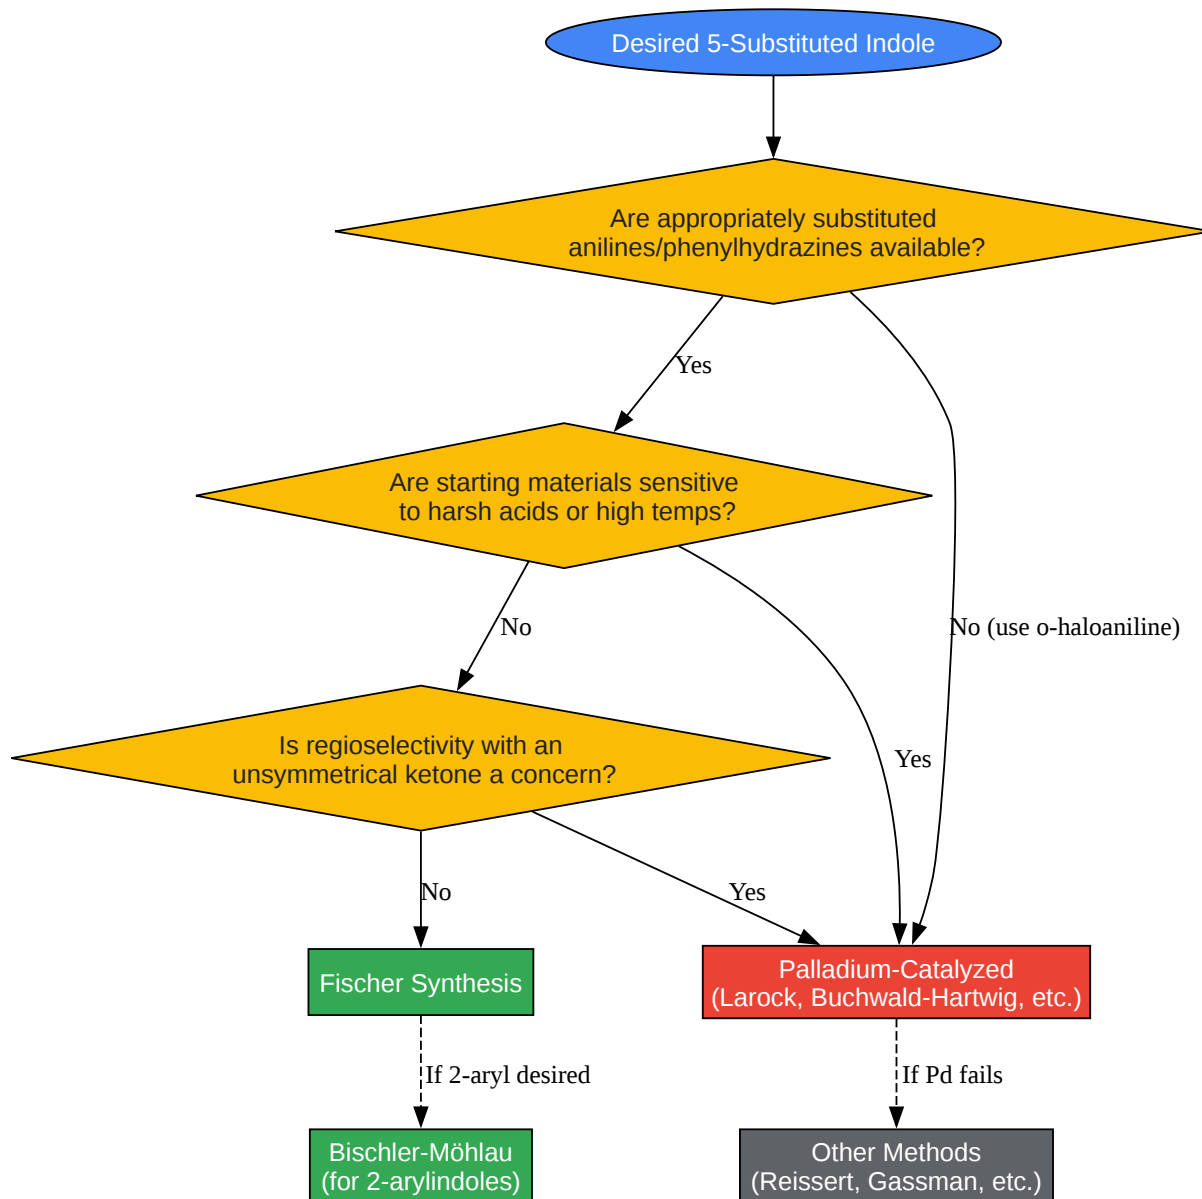 Desired 5-Substituted Indole
Are appropriately substituted
anilines/phenylhydrazines available?
Yes
Are starting materials sensitive
to harsh acids or high temps?
No
No (use o-haloaniline)
Is regioselectivity with an
unsymmetrical ketone a concern?
Yes
No
Yes
Fischer Synthesis
Palladium-Catalyzed
(Larock, Buchwald-Hartwig, etc.)
If 2-aryl desired
If Pd fails
Bischler-Möhlau
(for 2-arylindoles)
Other Methods
(Reissert, Gassman, etc.)